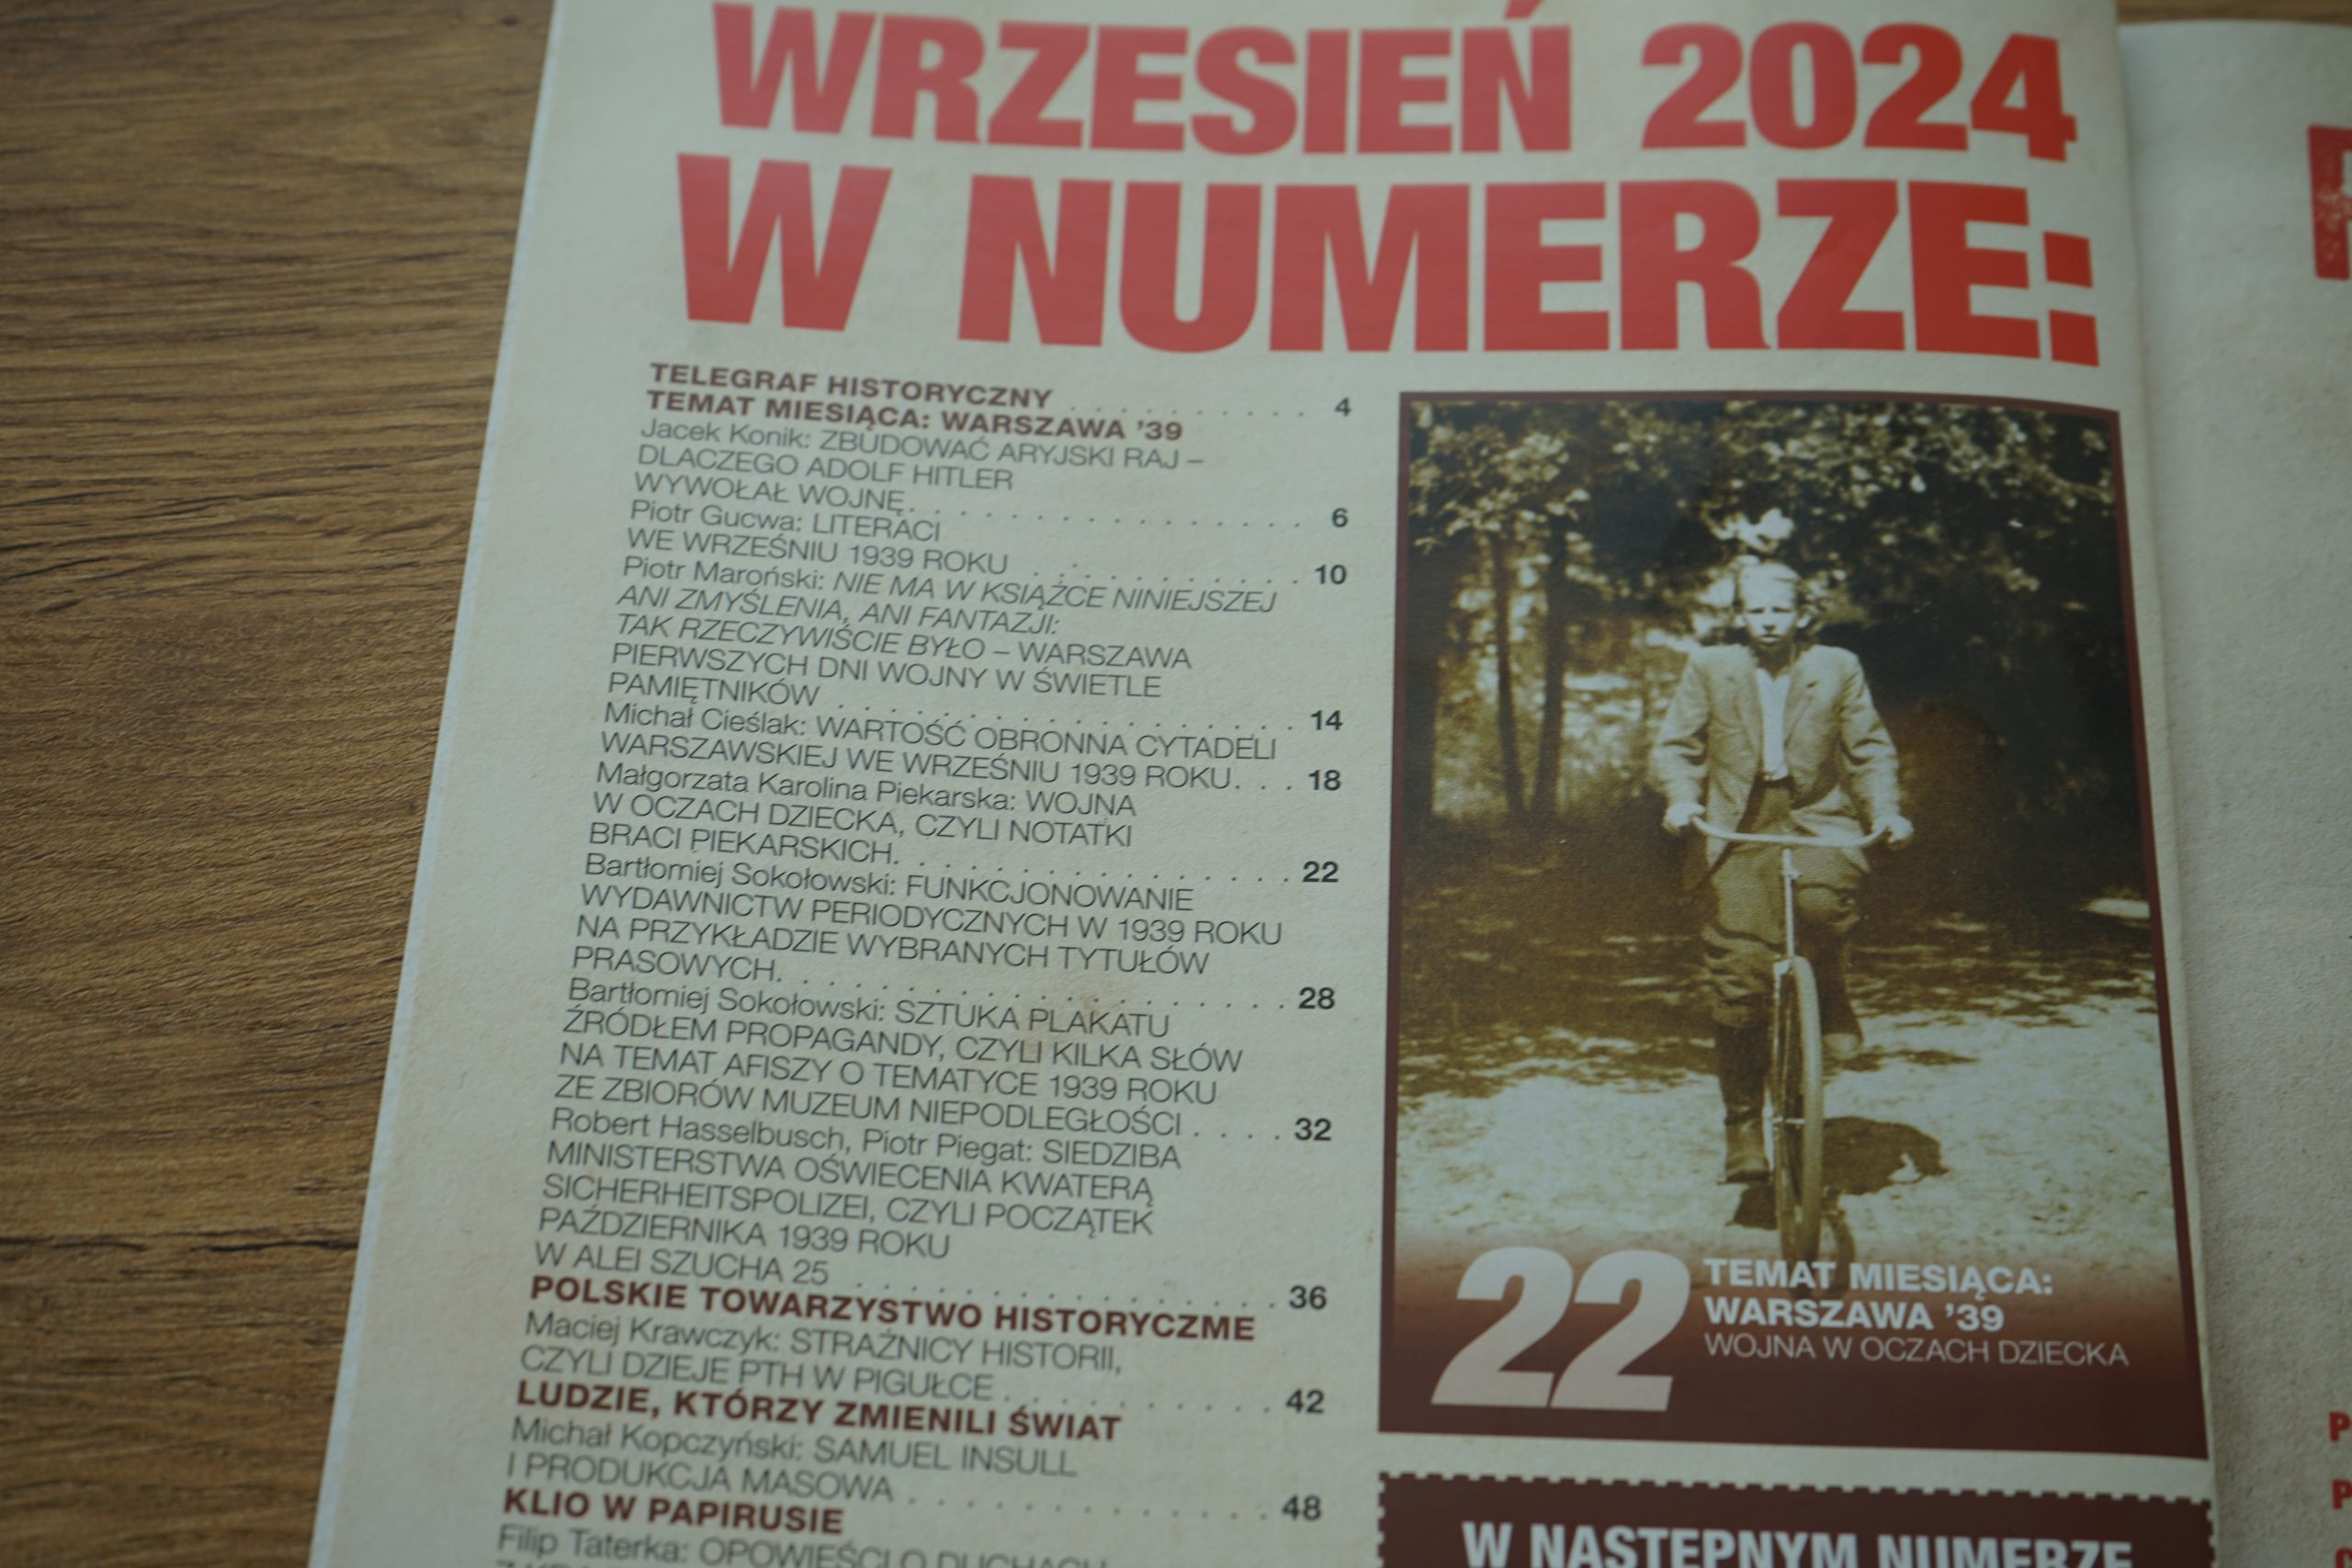 WRZESIEŃ 2024
W NUMERZE:
TELEGRAF HISTORYCZNY . . . . . . . . . . 4
TEMAT MIESIĄCA: WARSZAWA ’39
Jacek Konik: ZBUDOWAĆ ARYJSKI RAJ –
DLACZEGO ADOLF HITLER
WYWOŁAŁ WOJNĘ. . . . . . . . . . . . . . . . 6
Piotr Gucwa: LITERACI
WE WRZEŚNIU 1939 ROKU . . . . . . . . . . . 10
Piotr Maroński: NIE MA W KSIĄŻCE NINIEJSZEJ
ANI ZMYŚLENIA, ANI FANTAZJI:
TAK RZECZYWIŚCIE BYŁO – WARSZAWA
PIERWSZYCH DNI WOJNY W ŚWIETLE
PAMIĘTNIKÓW . . . . . . . . . . . . . . . . . . 14
Michał Cieślak: WARTOŚĆ OBRONNA CYTADELI
WARSZAWSKIEJ WE WRZEŚNIU 1939 ROKU. . . 18
Małgorzata Karolina Piekarska: WOJNA
W OCZACH DZIECKA, CZYLI NOTATKI
BRACI PIEKARSKICH. . . . . . . . . . . . . . . . 22
Bartłomiej Sokołowski: FUNKCJONOWANIE
WYDAWNICTW PERIODYCZNYCH W 1939 ROKU
NA PRZYKŁADZIE WYBRANYCH TYTUŁÓW
PRASOWYCH. . . . . . . . . . . . . . . . . . . . 28
Bartłomiej Sokołowski: SZTUKA PLAKATU
ŹRÓDŁEM PROPAGANDY, CZYLI KILKA SŁÓW
NA TEMAT AFISZY O TEMATYCE 1939 ROKU
ZE ZBIORÓW MUZEUM NIEPODLEGŁOŚCI . . . . 32
Robert Hasselbusch, Piotr Piegat: SIEDZIBA
MINISTERSTWA OŚWIECENIA KWATERĄ
SICHERHEITSPOLIZEI, CZYLI POCZĄTEK
PAŹDZIERNIKA 1939 ROKU
W ALEI SZUCHA 25 . . . . . . . . . . . . . . . . 36
POLSKIE TOWARZYSTWO HISTORYCZME
Maciej Krawczyk: STRAŻNICY HISTORII,
CZYLI DZIEJE PTH W PIGUŁCE . . . . . . . . . . 42
LUDZIE, KTÓRZY ZMIENILI ŚWIAT
Michał Kopczyński: SAMUEL INSULL
I PRODUKCJA MASOWA . . . . . . . . . . . . . . 48
KLIO W PAPIRUSIE
Filip Taterka: OPOWIEŚCI O DUCHACH
22
TEMAT MIESIĄCA:
WARSZAWA ’39
WOJNA W OCZACH DZIECKA
W NASTĘPNYM NUMERZE